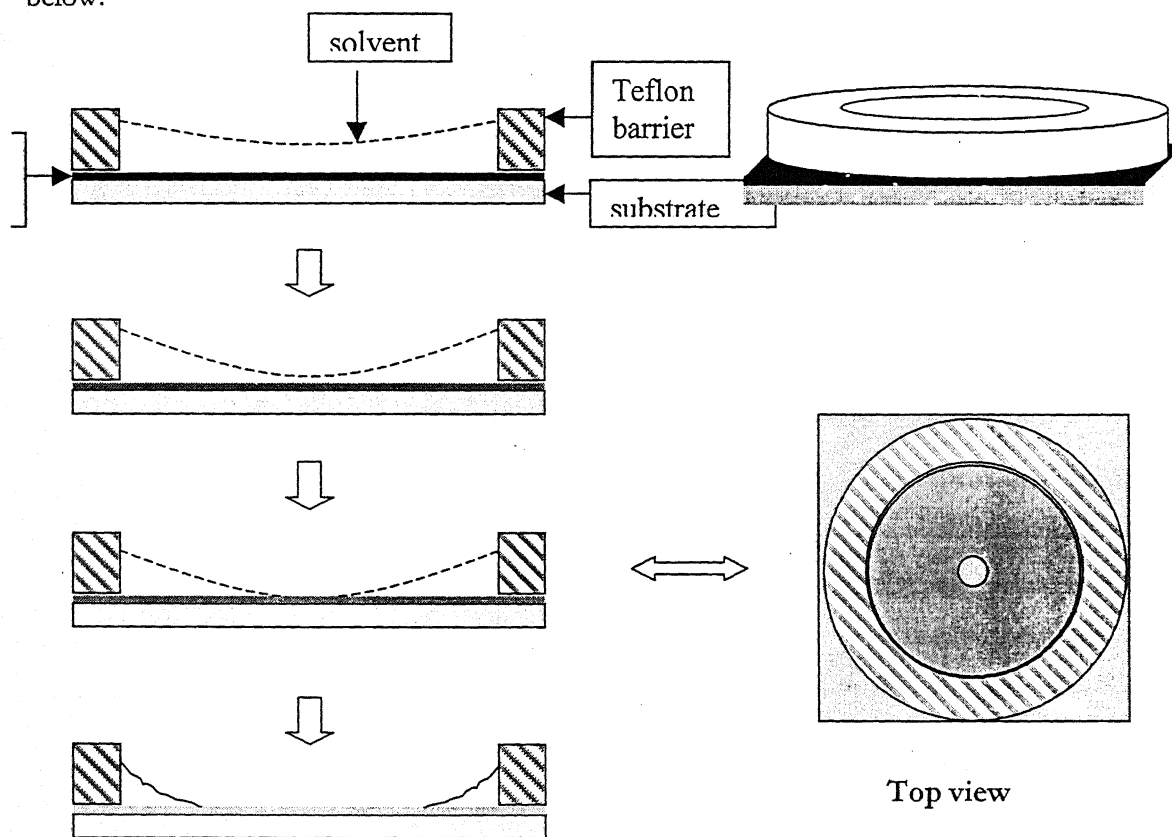 below.
solvent
Teflon
barrier
substrate
Top view